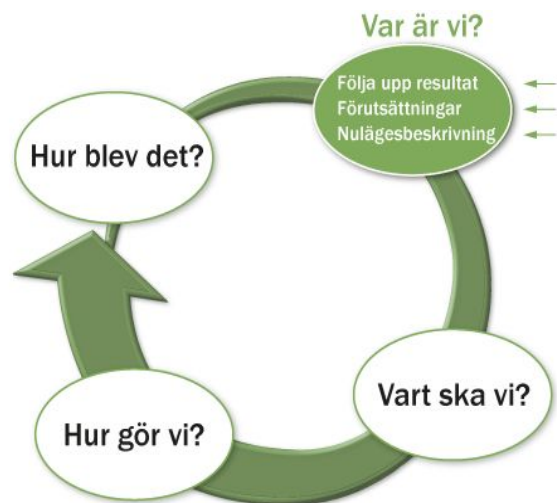 Var är vi?
Följa upp resultat
Förutsättningar
Nulägesbeskrivning
Hur blev det?
Vart ska vi?
Hur gör vi?